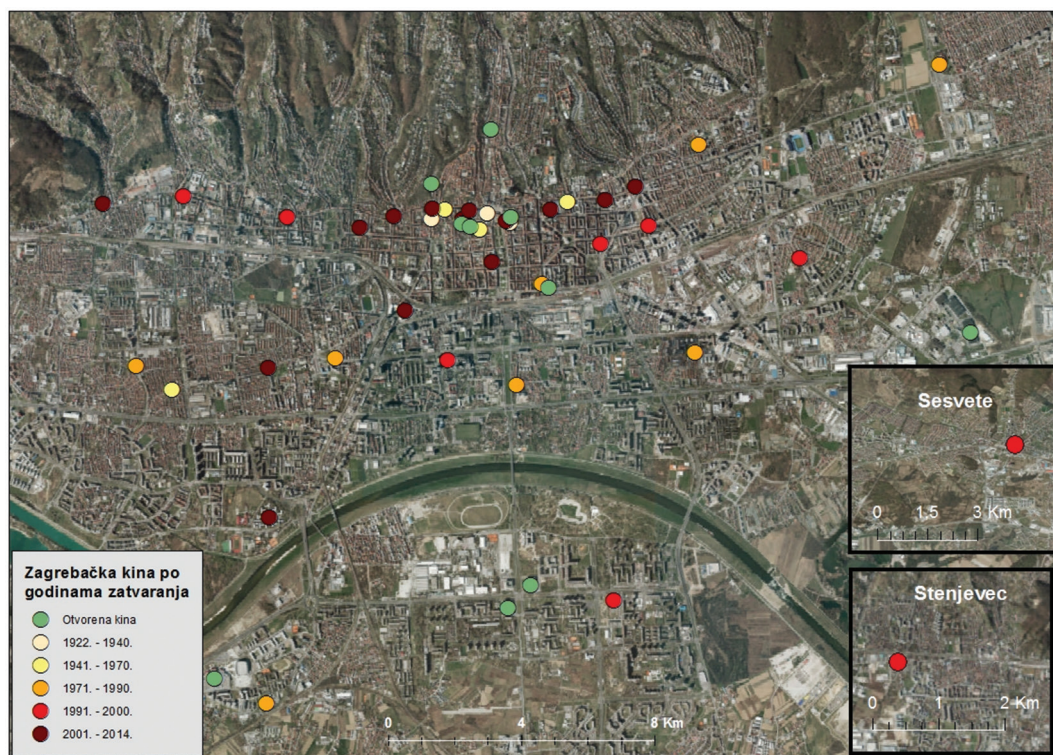 Sesvete
0 1.5 3 Km
Zagrebačka kina po
godinama zatvaranja
Otvorena kina
1922. - 1940.
1941. - 1970.
1971. - 1990.
1991. - 2000.
2001. - 2014.
Stenjevec
0 1 2 Km
0 4 8 Km